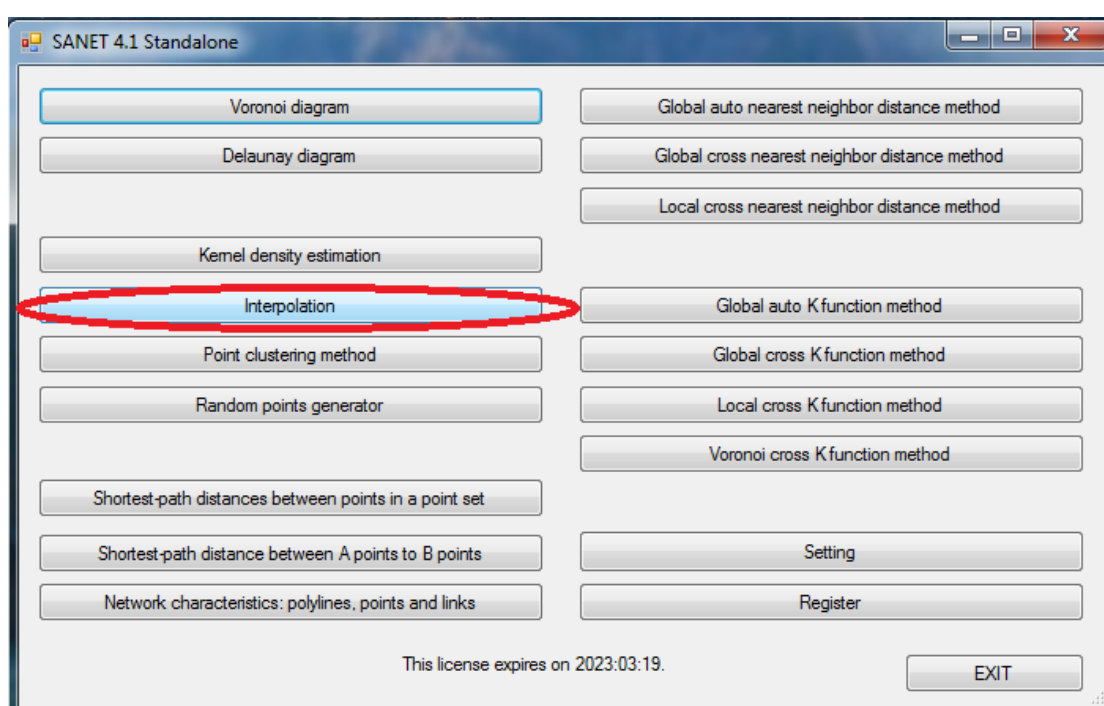 SANET 4.1 Standalone
Voronoi diagram
Delaunay diagram
Kernel density estimation
Interpolation
Point clustering method
Random points generator
Shortest-path distances between points in a point set
Shortest-path distance between A points to B points
Network characteristics: polylines, points and links
Global auto nearest neighbor distance method
Global cross nearest neighbor distance method
Local cross nearest neighbor distance method
Global auto K function method
Global cross K function method
Local cross K function method
Voronoi cross K function method
Setting
Register
This license expires on 2023:03:19.
EXIT